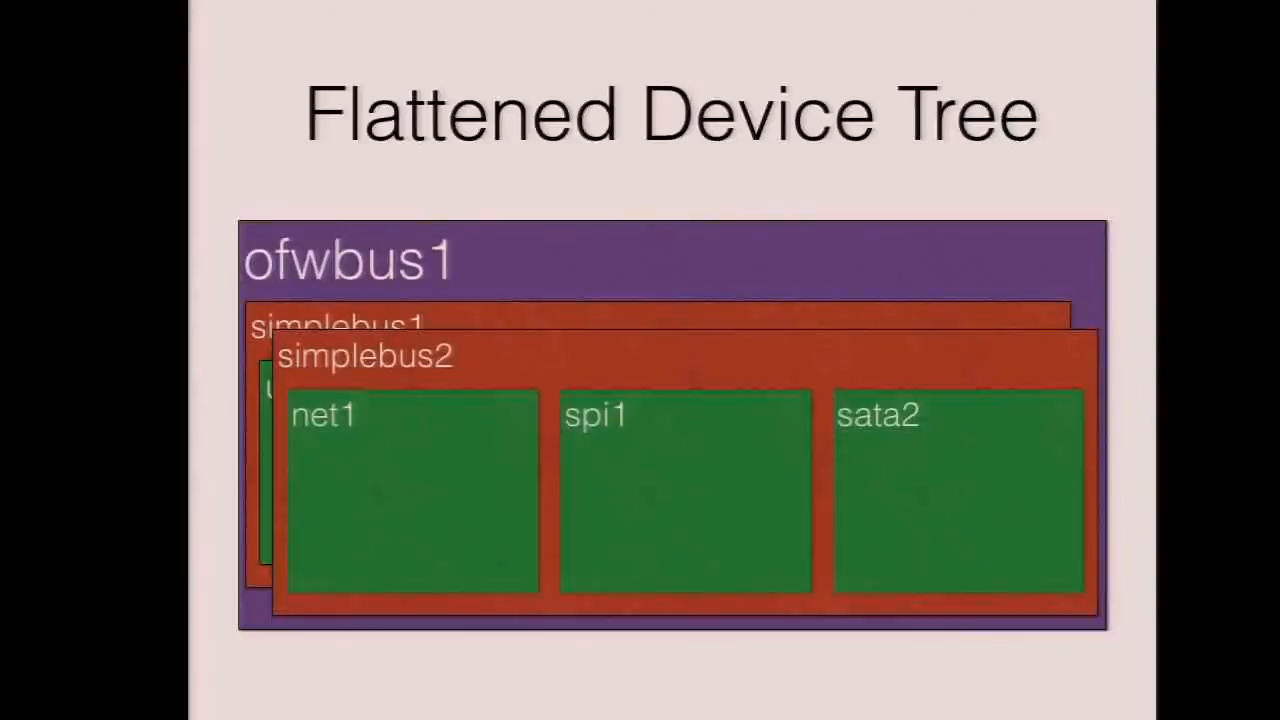 Flattened Device Tree
ofwbus1
simplebus1
simplebus2
net1
spi1
sata2